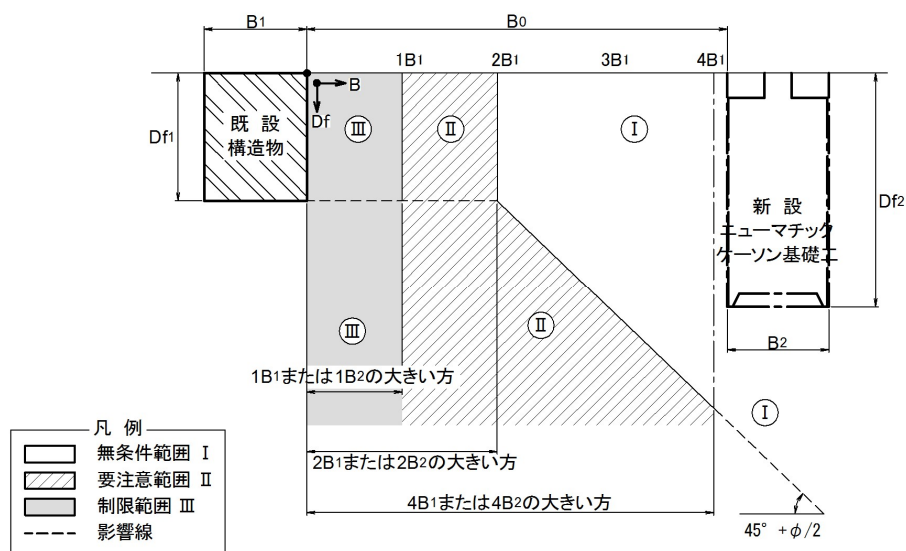 B1
B0
1B1
2B1
3B1
4B1
B
Df
Df1
既設
構造物
Ⅲ
Ⅱ
Ⅰ
新設
ニューマチック
ケーソン基礎工
Df2
Ⅲ
Ⅱ
B2
1B1または1B2の大きい方
Ⅰ
2B1または2B2の大きい方
4B1または4B2の大きい方
45°+φ/2
凡例
無条件範囲 Ⅰ
要注意範囲 Ⅱ
制限範囲 Ⅲ
影響線